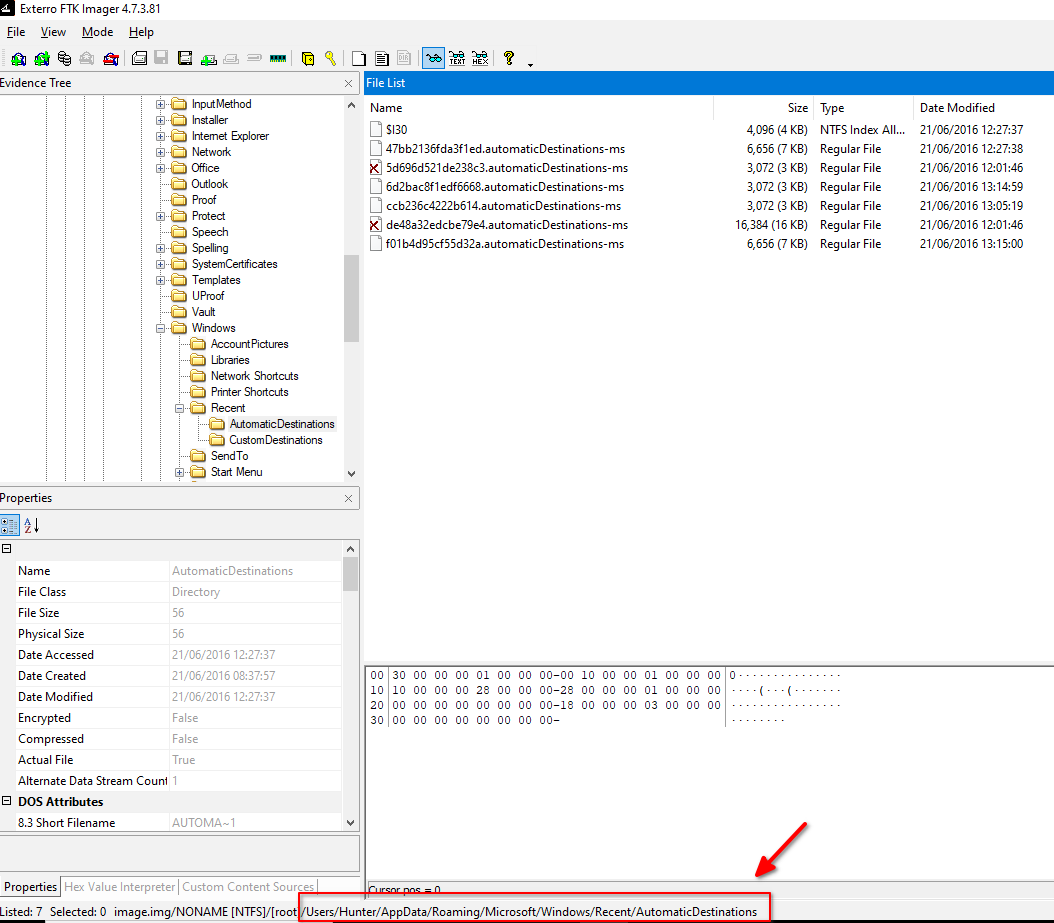 Exterro FTK Imager 4.7.3.81
File View Mode Help
TEXT HEX
Evidence Tree
InputMethod
Installer
Internet Explorer
Network
Office
Outlook
Proof
Protect
Speech
Spelling
SystemCertificates
Templates
UProof
Vault
Windows
AccountPictures
Libraries
Network Shortcuts
Printer Shortcuts
Recent
AutomaticDestinations
CustomDestinations
SendTo
Start Menu
File List
Name Size Type Date Modified
$I30 4,096 (4 KB) NTFS Index All... 21/06/2016 12:27:37
47bb2136fda3f1ed.automaticDestinations-ms 6,656 (7 KB) Regular File 21/06/2016 12:27:38
5d696d521de238c3.automaticDestinations-ms 3,072 (3 KB) Regular File 21/06/2016 12:01:46
6d2bac8f1edf6668.automaticDestinations-ms 3,072 (3 KB) Regular File 21/06/2016 13:14:59
ccb236c4222b614.automaticDestinations-ms 3,072 (3 KB) Regular File 21/06/2016 13:05:19
de48a32edcbe79e4.automaticDestinations-ms 16,384 (16 KB) Regular File 21/06/2016 12:01:46
f01b4d95cf55d32a.automaticDestinations-ms 6,656 (7 KB) Regular File 21/06/2016 13:15:00
Properties
A
Z
Name AutomaticDestinations
File Class Directory
File Size 56
Physical Size 56
Date Accessed 21/06/2016 12:27:37
Date Created 21/06/2016 08:37:57
Date Modified 21/06/2016 12:27:37
Encrypted False
Compressed False
Actual File True
Alternate Data Stream Count 1
DOS Attributes
8.3 Short Filename AUTOMA~1
00 30 00 00 00 01 00 00 00-00 10 00 00 01 00 00 00 0···············
10 10 00 00 00 28 00 00 00-28 00 00 00 01 00 00 00 ····(···(·······
20 00 00 00 00 00 00 00 00-18 00 00 00 03 00 00 00 ················
30 00 00 00 00 00 00 00 00- ········
Cursor pos = 0
Properties Hex Value Interpreter Custom Content Sources
Listed: 7 Selected: 0 image.img/NONAME [NTFS]/[root]/Users/Hunter/AppData/Roaming/Microsoft/Windows/Recent/AutomaticDestinations